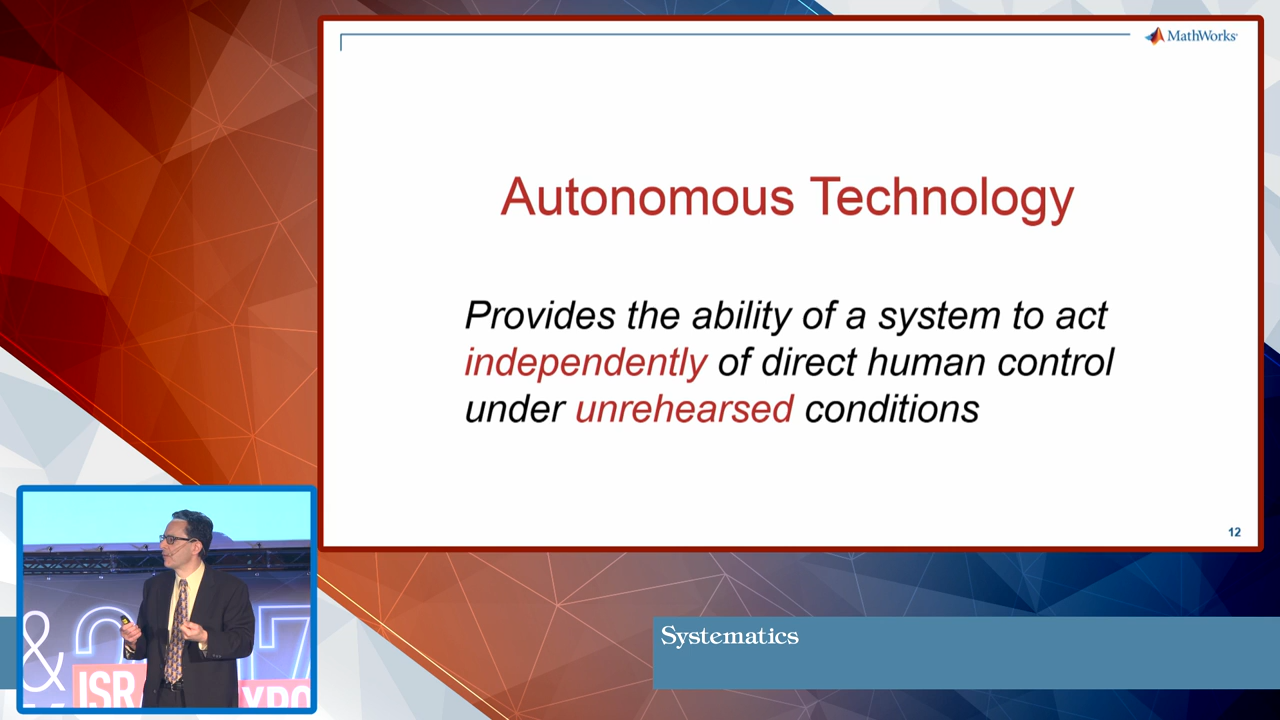 MathWorks
Autonomous Technology
Provides the ability of a system to act
independently of direct human control
under unrehearsed conditions
12
&
ISR
XPO
Systematics